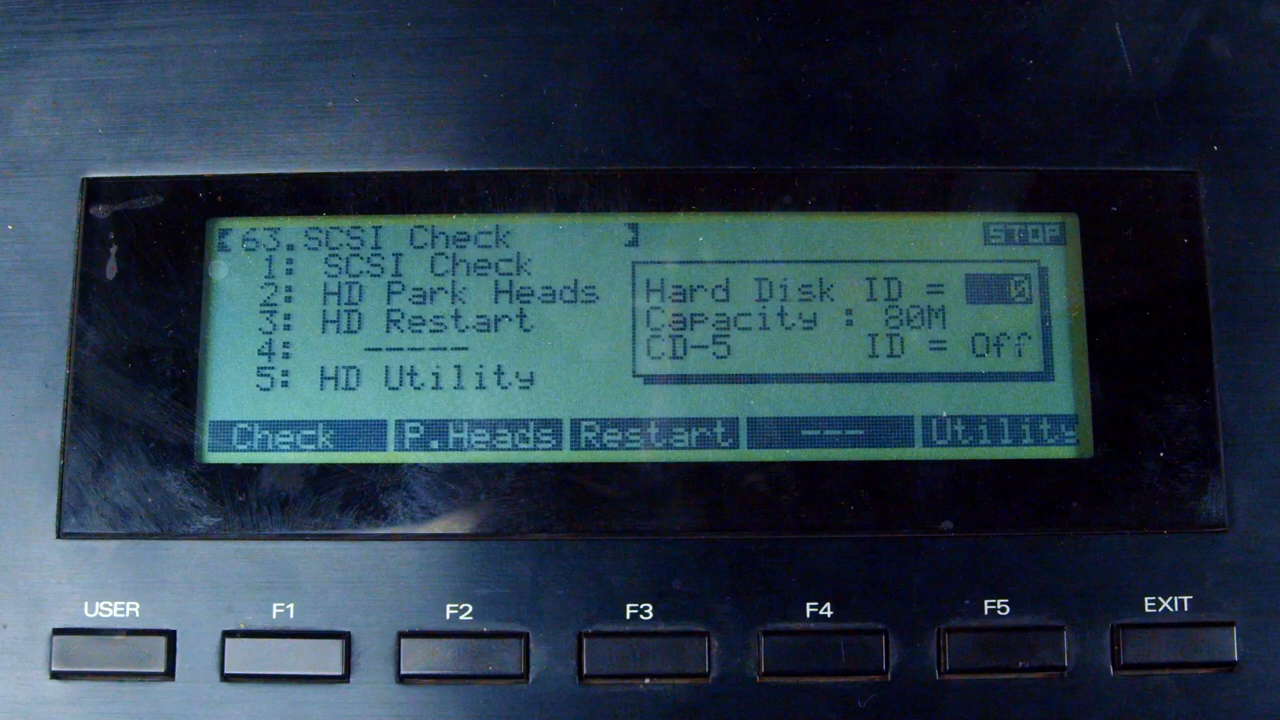 【63.SCSI Check 】 STOP
1: SCSI Check
2: HD Park Heads
3: HD Restart
4: -----
5: HD Utility
Hard Disk ID = 0
Capacity : 80M
CD-5 ID = Off
Check P.Heads Restart --- Utility
USER F1 F2 F3 F4 F5 EXIT